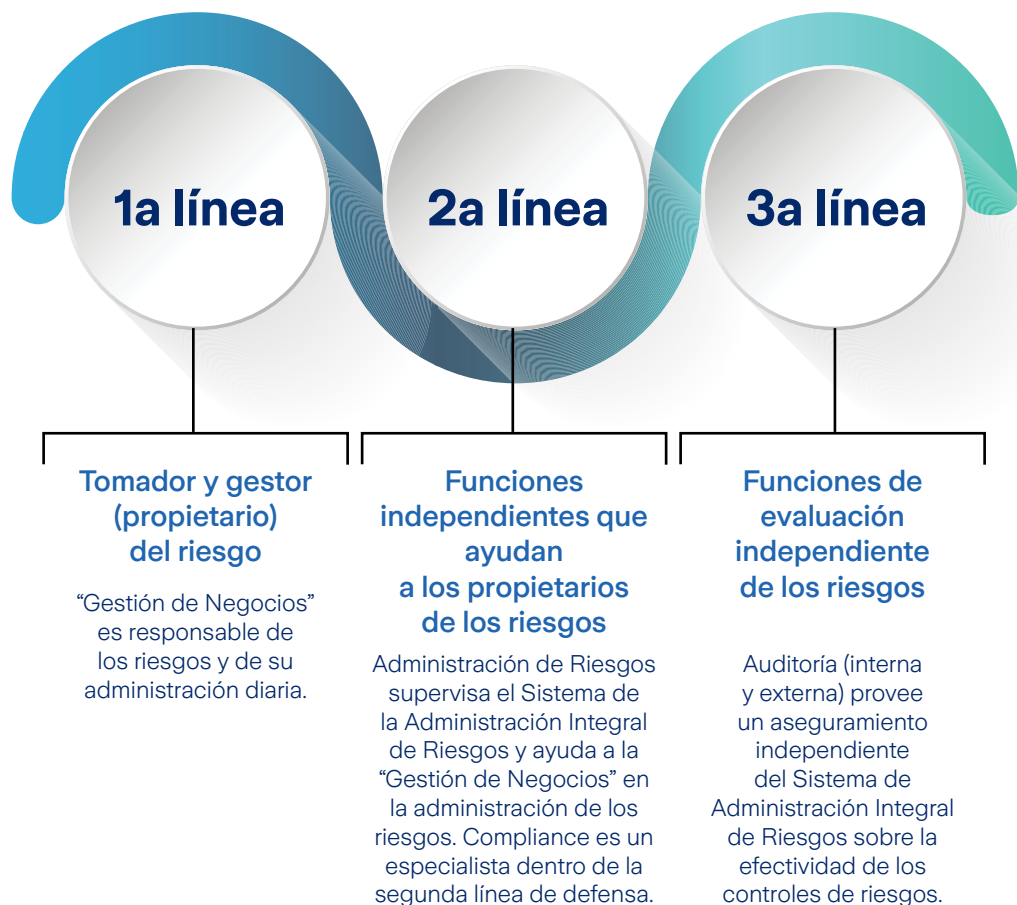 1a línea
Tomador y gestor
(propietario)
del riesgo
“Gestión de Negocios”
es responsable de
los riesgos y de su
administración diaria.
2a línea
Funciones
independientes que
ayudan
a los propietarios
de los riesgos
Administración de Riesgos
supervisa el Sistema de
la Administración Integral
de Riesgos y ayuda a la
“Gestión de Negocios” en
la administración de los
riesgos. Compliance es un
especialista dentro de la
segunda línea de defensa.
3a línea
Funciones de
evaluación
independiente
de los riesgos
Auditoría (interna
y externa) provee
un aseguramiento
independiente
del Sistema de
Administración Integral
de Riesgos sobre la
efectividad de los
controles de riesgos.